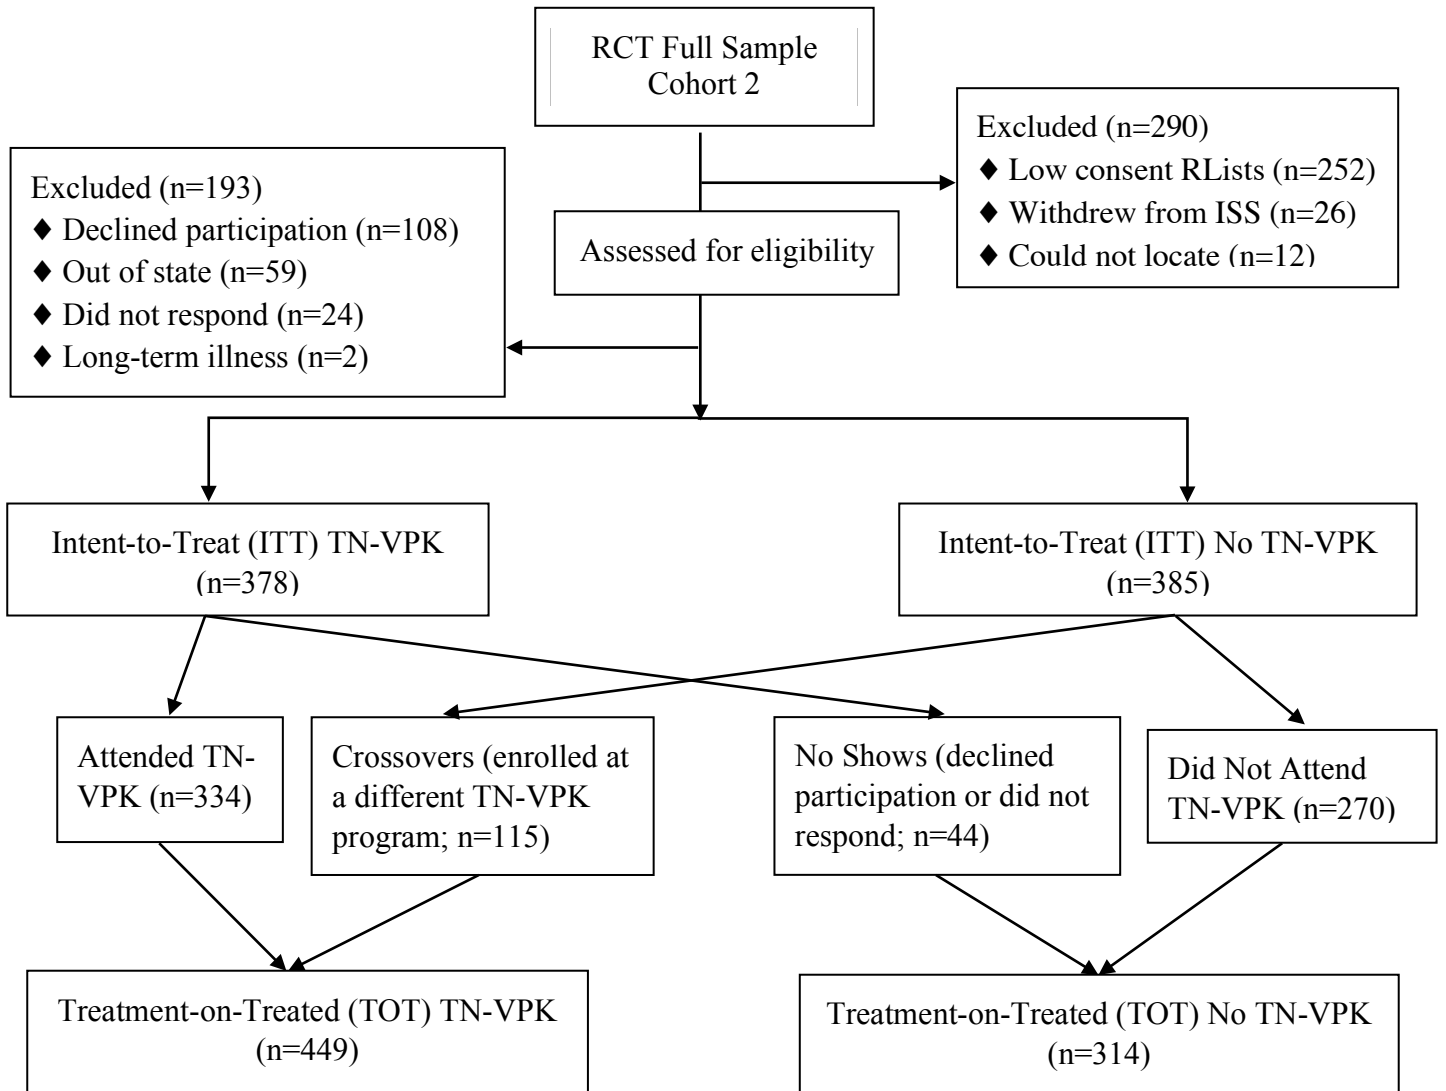 RCT Full Sample
Cohort 2
Excluded (n=290)
♦ Low consent RLists (n=252)
♦ Withdrew from ISS (n=26)
♦ Could not locate (n=12)
Excluded (n=193)
♦ Declined participation (n=108)
♦ Out of state (n=59)
♦ Did not respond (n=24)
♦ Long-term illness (n=2)
Assessed for eligibility
Intent-to-Treat (ITT) TN-VPK
(n=378)
Intent-to-Treat (ITT) No TN-VPK
(n=385)
Attended TN-
VPK (n=334)
Crossovers (enrolled at
a different TN-VPK
program; n=115)
No Shows (declined
participation or did not
respond; n=44)
Did Not Attend
TN-VPK (n=270)
Treatment-on-Treated (TOT) TN-VPK
(n=449)
Treatment-on-Treated (TOT) No TN-VPK
(n=314)